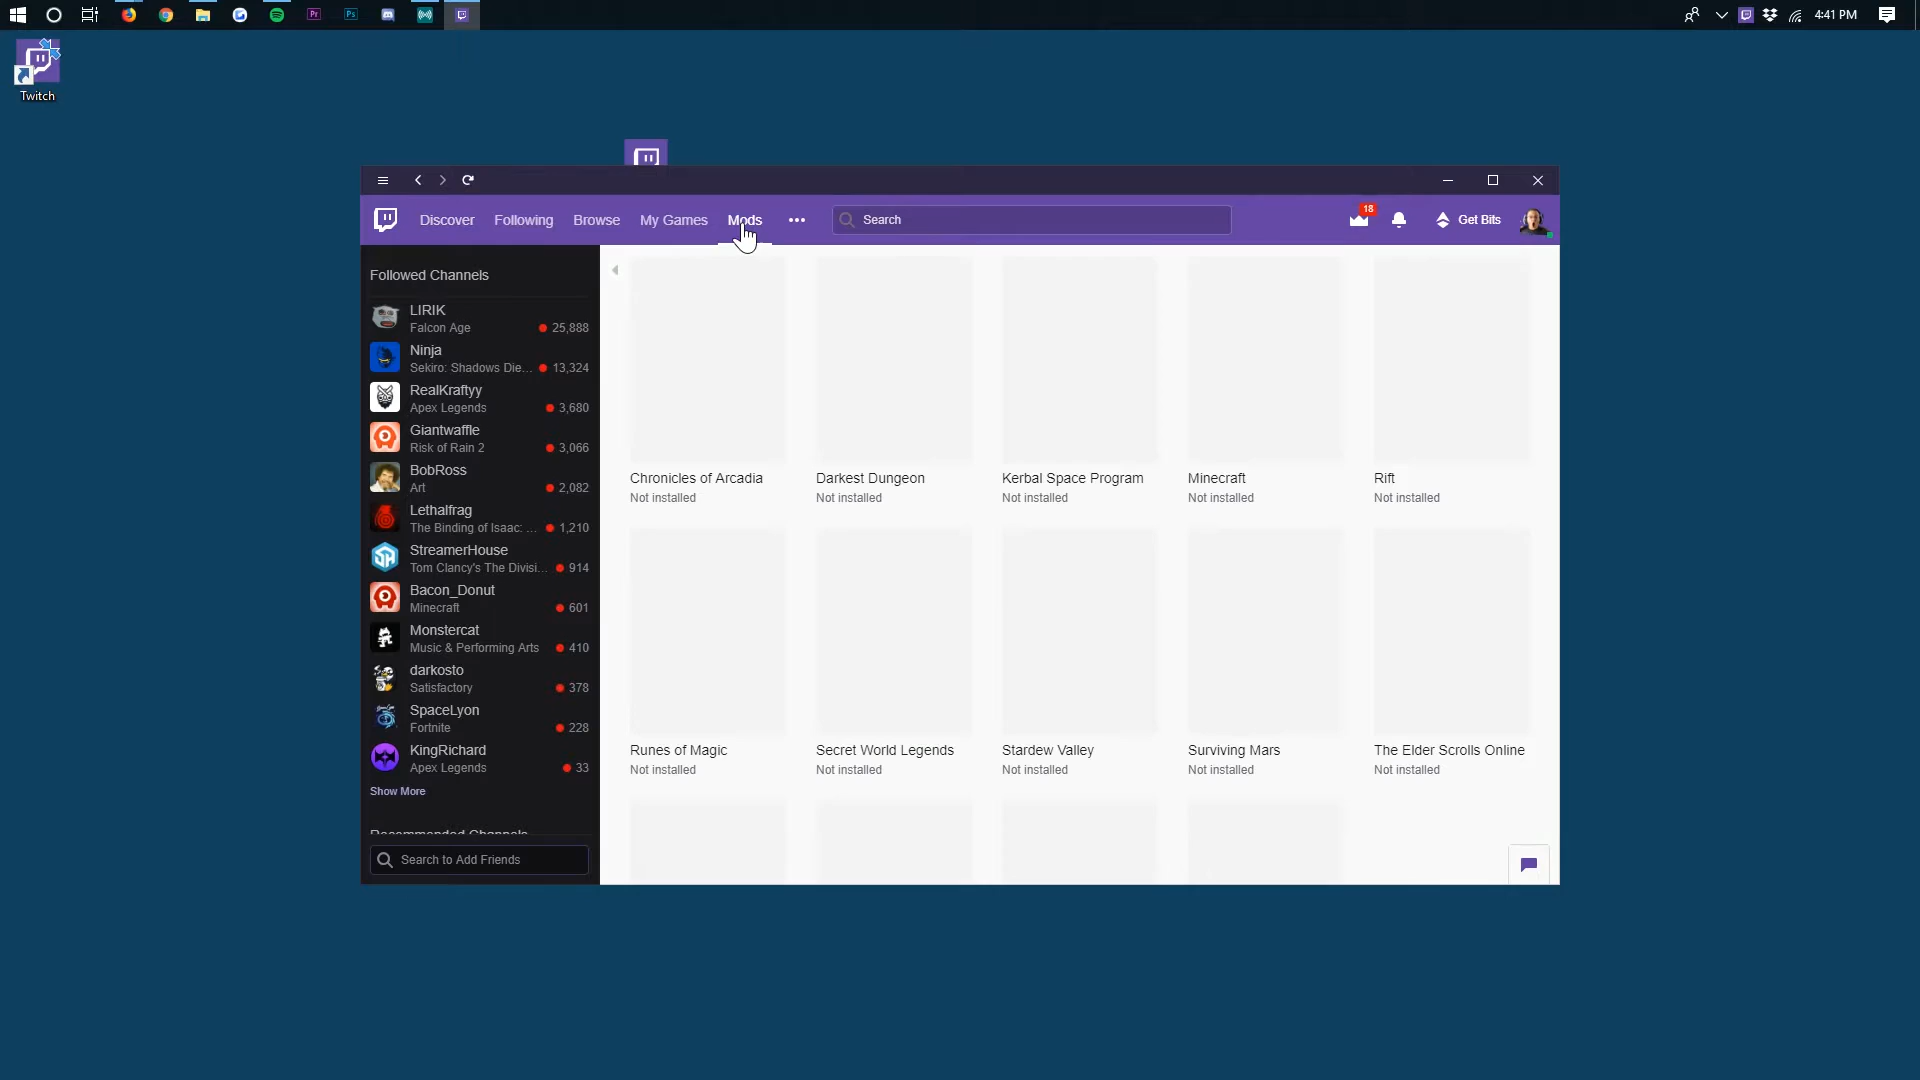 4:41 PM
Twitch
Discover Following Browse My Games Mods Search 18 Get Bits
Followed Channels
LIRIK
Falcon Age 25,888
Ninja
Sekiro: Shadows Die... 13,324
RealKraftyy
Apex Legends 3,680
Giantwaffle
Risk of Rain 2 3,066
BobRoss
Art 2,082
Lethalfrag
The Binding of Isaac: ... 1,210
StreamerHouse
Tom Clancy's The Divisi... 914
Bacon_Donut
Minecraft 601
Monstercat
Music & Performing Arts 410
darkosto
Satisfactory 378
SpaceLyon
Fortnite 228
KingRichard
Apex Legends 33
Show More
Recommended Channels
Search to Add Friends
Chronicles of Arcadia Darkest Dungeon Kerbal Space Program Minecraft Rift
Not installed Not installed Not installed Not installed Not installed
Runes of Magic Secret World Legends Stardew Valley Surviving Mars The Elder Scrolls Online
Not installed Not installed Not installed Not installed Not installed